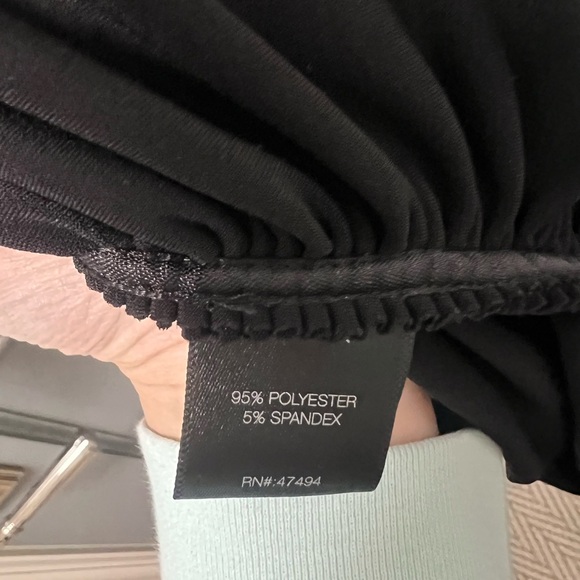 95% POLYESTER
5% SPANDEX
RN#:47494